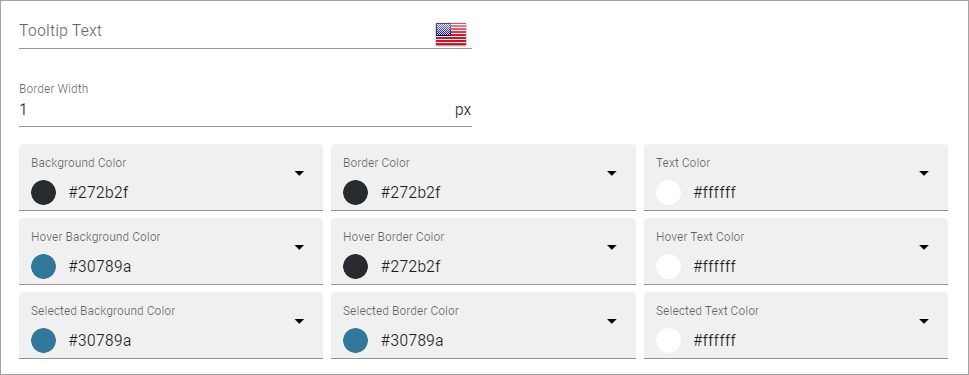 Tooltip Text
Border Width
1 px
Background Color Border Color Text Color
#272b2f #272b2f #ffffff
Hover Background Color Hover Border Color Hover Text Color
#30789a #272b2f #ffffff
Selected Background Color Selected Border Color Selected Text Color
#30789a #30789a #ffffff